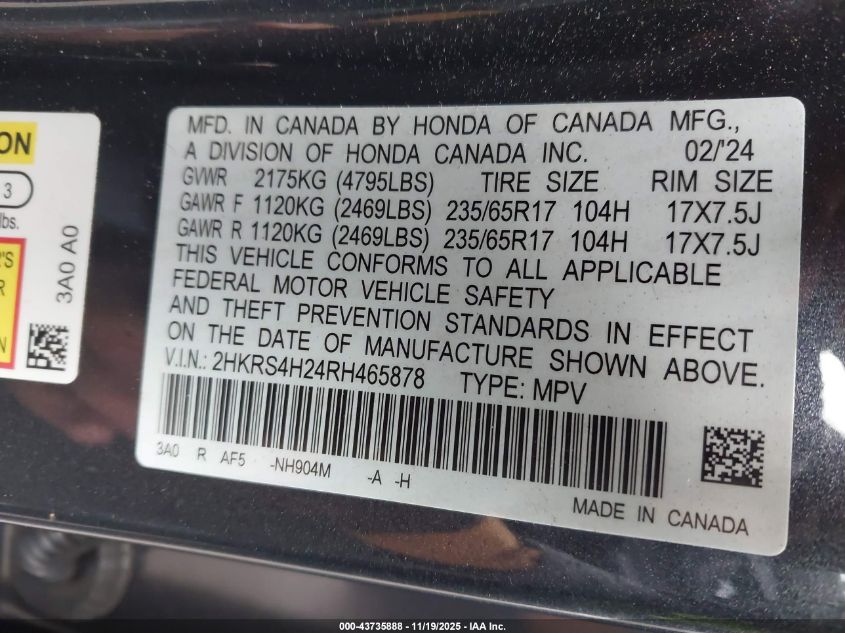 ON
3
lbs.
'S
R
N
3A0 A0
MFD. IN CANADA BY HONDA OF CANADA MFG.,
A DIVISION OF HONDA CANADA INC. 02/'24
GVWR 2175KG (4795LBS) TIRE SIZE RIM SIZE
GAWR F 1120KG (2469LBS) 235/65R17 104H 17X7.5J
GAWR R 1120KG (2469LBS) 235/65R17 104H 17X7.5J
THIS VEHICLE CONFORMS TO ALL APPLICABLE
FEDERAL MOTOR VEHICLE SAFETY
AND THEFT PREVENTION STANDARDS IN EFFECT
ON THE DATE OF MANUFACTURE SHOWN ABOVE.
V.I.N.: 2HKRS4H24RH465878 TYPE: MPV
3A0 R AF5 -NH904M -A -H
MADE IN CANADA
000-43735888 - 11/19/2025 - IAA Inc.